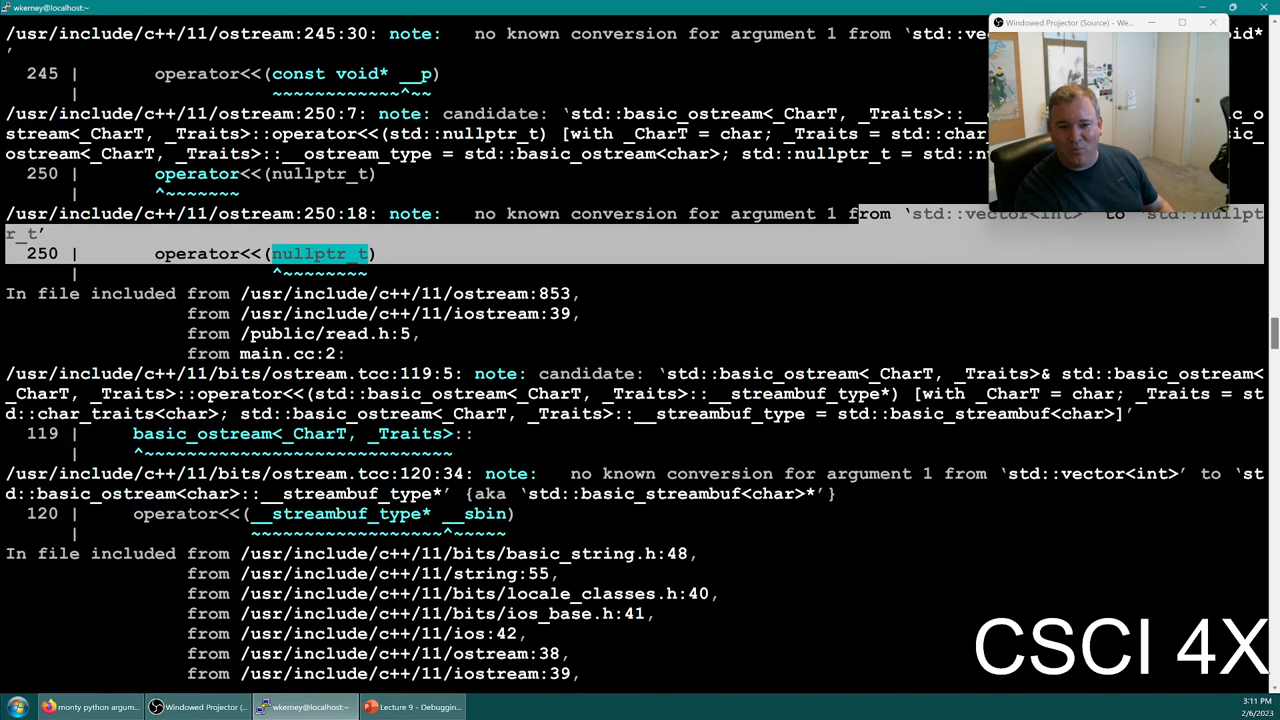 wkerney@localhost:~
/usr/include/c++/11/ostream:245:30: note:   no known conversion for argument 1 from ‘std::vec
oid*
’
Windowed Projector (Source) - We...
  245 |       operator<<(const void* __p)
      |                  ~~~~~~~~~~~~^~~
/usr/include/c++/11/ostream:250:7: note: candidate: ‘std::basic_ostream<_CharT, _Traits>::__o
stream<_CharT, _Traits>::operator<<(std::nullptr_t) [with _CharT = char; _Traits = std::char
ostream<_CharT, _Traits>::__ostream_type = std::basic_ostream<char>; std::nullptr_t = std::n
  250 |       operator<<(nullptr_t)
      |       ^~~~~~~~
/usr/include/c++/11/ostream:250:18: note:   no known conversion for argument 1 from ‘std::vector<int>’ to ‘std::nullpt
r_t’
  250 |       operator<<(nullptr_t)
      |                  ^~~~~~~~~
In file included from /usr/include/c++/11/ostream:853,
                 from /usr/include/c++/11/iostream:39,
                 from /public/read.h:5,
                 from main.cc:2:
/usr/include/c++/11/bits/ostream.tcc:119:5: note: candidate: ‘std::basic_ostream<_CharT, _Traits>& std::basic_ostream<
_CharT, _Traits>::operator<<(std::basic_ostream<_CharT, _Traits>::__streambuf_type*) [with _CharT = char; _Traits = st
d::char_traits<char>; std::basic_ostream<_CharT, _Traits>::__streambuf_type = std::basic_streambuf<char>]’
  119 |     basic_ostream<_CharT, _Traits>::
      |     ^~~~~~~~~~~~~~~~~~~~~~~~~~~~~~
/usr/include/c++/11/bits/ostream.tcc:120:34: note:   no known conversion for argument 1 from ‘std::vector<int>’ to ‘st
d::basic_ostream<char>::__streambuf_type*’ {aka ‘std::basic_streambuf<char>*’}
  120 |     operator<<(__streambuf_type* __sbin)
      |                ~~~~~~~~~~~~~~~~~~^~~~~~
In file included from /usr/include/c++/11/bits/basic_string.h:48,
                 from /usr/include/c++/11/string:55,
                 from /usr/include/c++/11/bits/locale_classes.h:40,
                 from /usr/include/c++/11/bits/ios_base.h:41,
                 from /usr/include/c++/11/ios:42,
                 from /usr/include/c++/11/ostream:38,
                 from /usr/include/c++/11/iostream:39,
CSCI 4X
monty python argum...
Windowed Projector (...
wkerney@localhost:~
Lecture 9 - Debuggin...
3:11 PM
2/6/2023